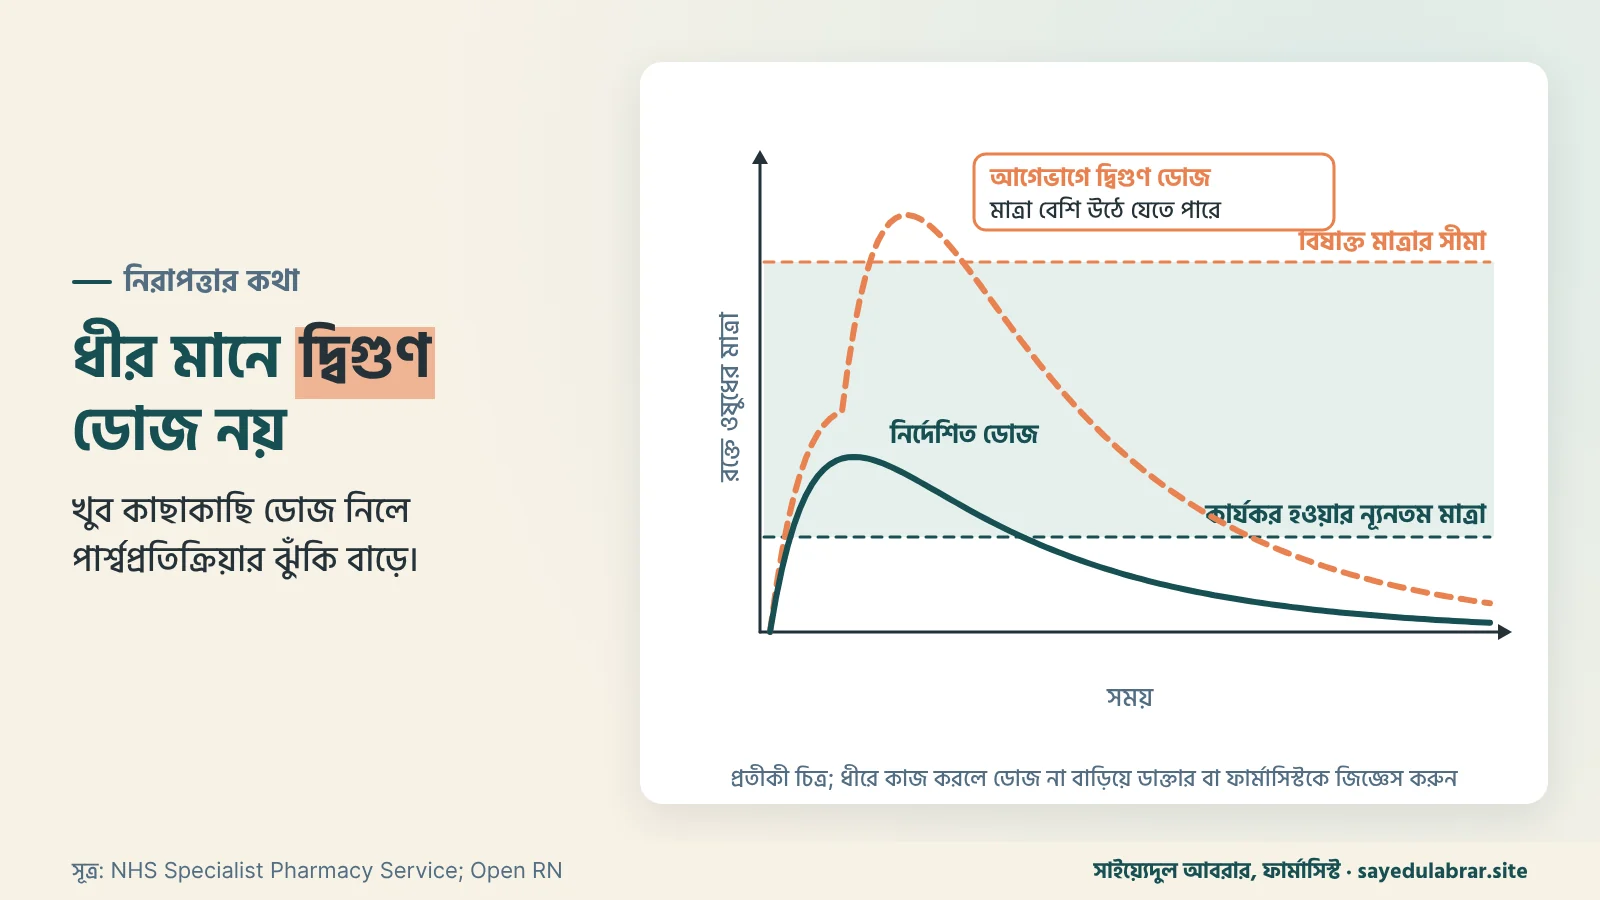 নিরাপত্তার কথা
ধীর মানে দ্বিগুণ
ডোজ নয়
খুব কাছাকাছি ডোজ নিলে
পার্শ্বপ্রতিক্রিয়ার ঝুঁকি বাড়ে।
আগেভাগে দ্বিগুণ ডোজ
মাত্রা বেশি উঠে যেতে পারে
বিষাক্ত মাত্রার সীমা
রক্তে ওষুধের মাত্রা
নির্দেশিত ডোজ
কার্যকর হওয়ার ন্যূনতম মাত্রা
সময়
প্রতীকী চিত্র; ধীরে কাজ করলে ডোজ না বাড়িয়ে ডাক্তার বা ফার্মাসিস্টকে জিজ্ঞেস করুন
সূত্র: NHS Specialist Pharmacy Service; Open RN
সাইয়্যেদুল আবরার, ফার্মাসিস্ট · sayedulabrar.site